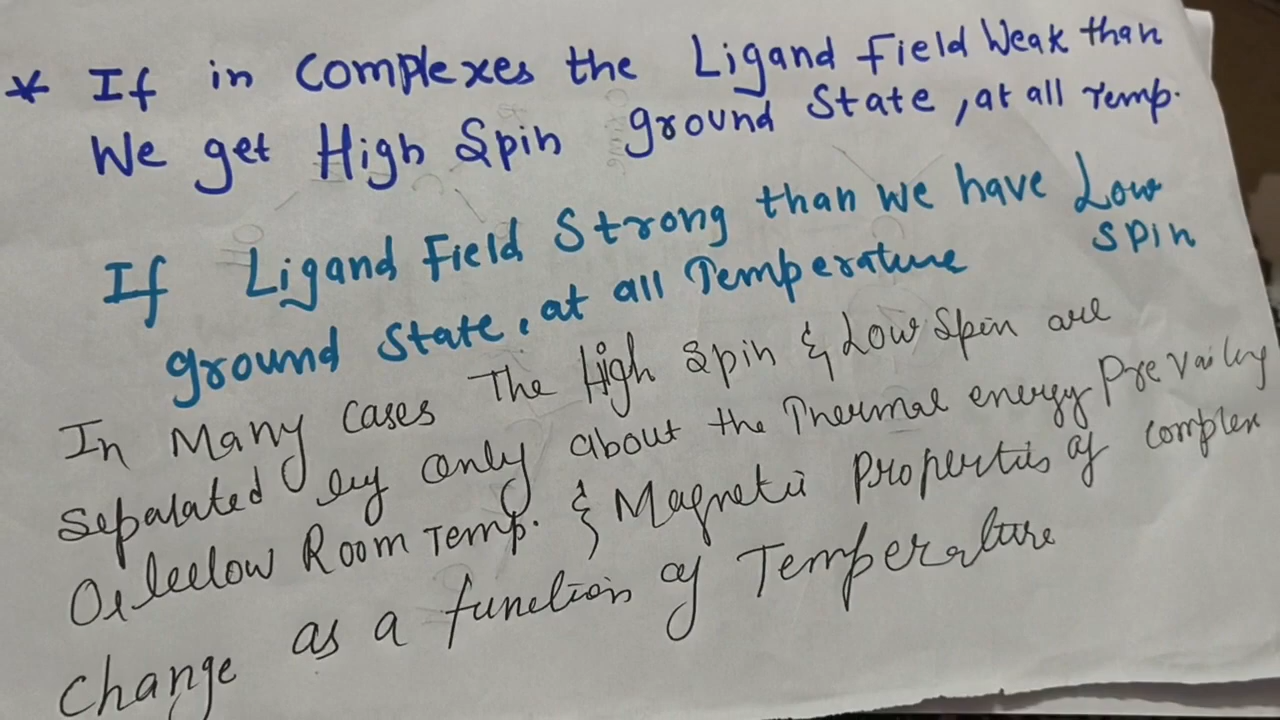 * If in Complexes the Ligand Field Weak than
We get High Spin ground State, at all Temp.
If Ligand Field Strong than we have Low
Spin
ground State, at all Temperature
In Many Cases The High Spin & Low Spin are
Separated by only about the Thermal energy Prevailing
Or below Room Temp. & Magnetic Properties of complex
Change as a function of Temperature